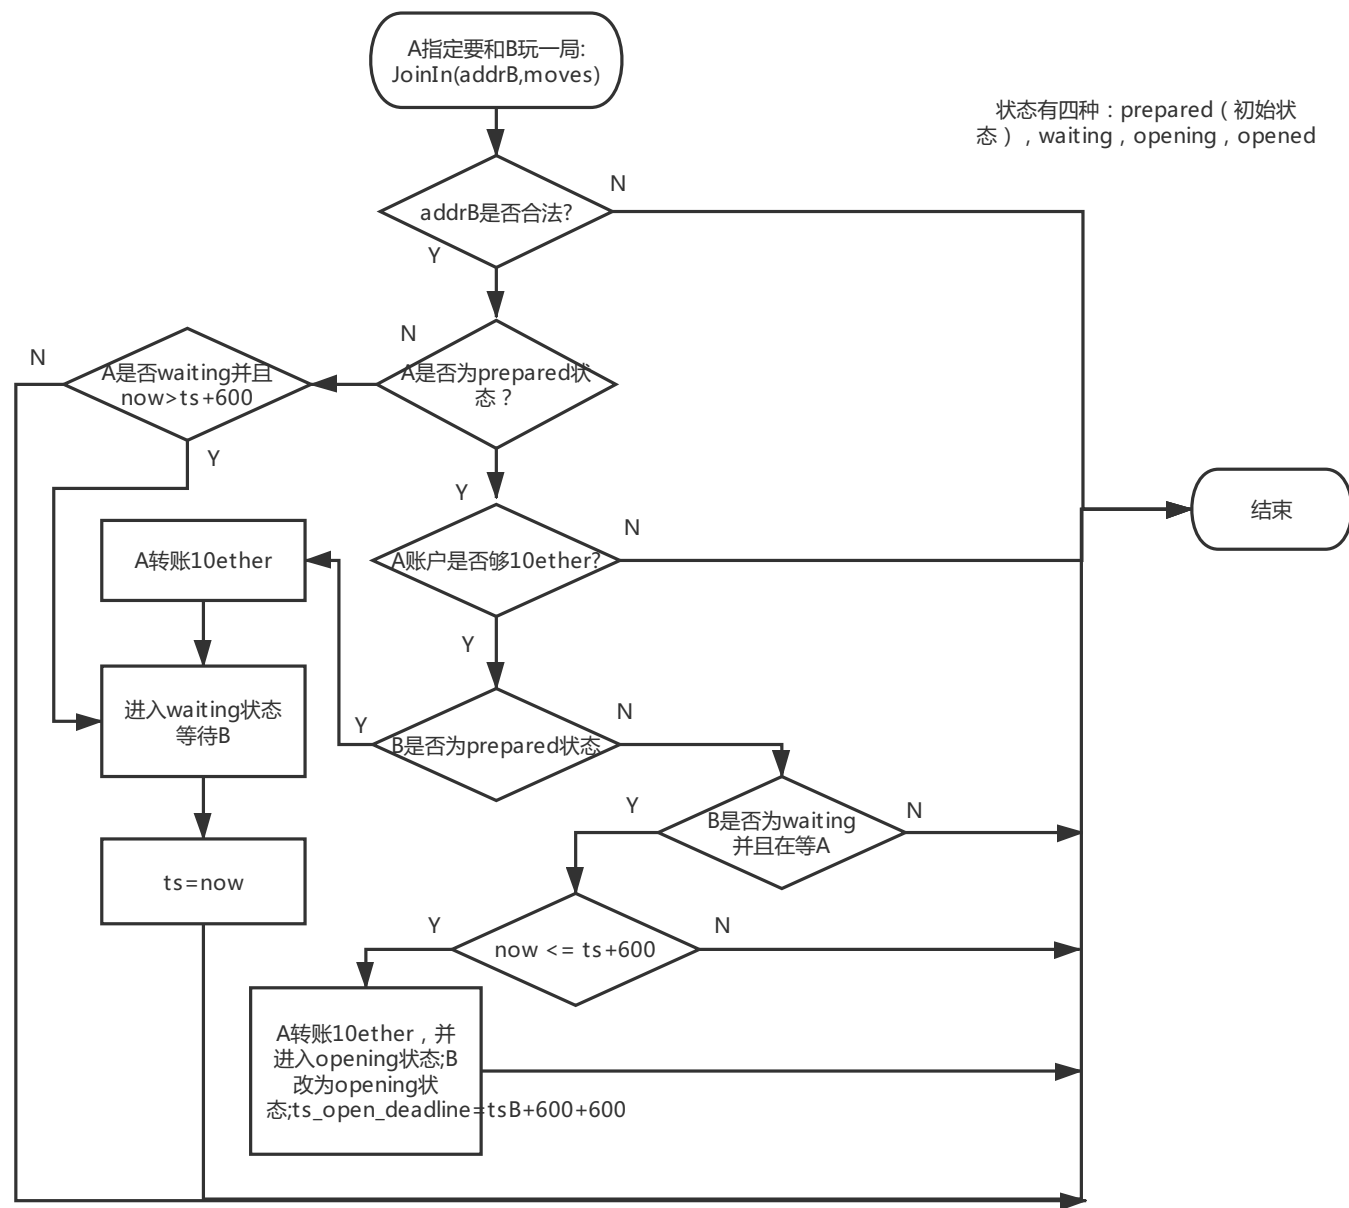 A指定要和B玩一局:
JoinIn(addrB,moves)
状态有四种：prepared（初始状
态），waiting，opening，opened
N
addrB是否合法?
Y
N
A是否为prepared状
态？
N
A是否waiting并且
now>ts+600
Y
Y
A账户是否够10ether?
N
结束
A转账10ether
Y
进入waiting状态
等待B
Y
B是否为prepared状态
N
Y
B是否为waiting
并且在等A
N
ts=now
Y
now <= ts+600
N
A转账10ether，并
进入opening状态;B
改为opening状
态;ts_open_deadline=tsB+600+600